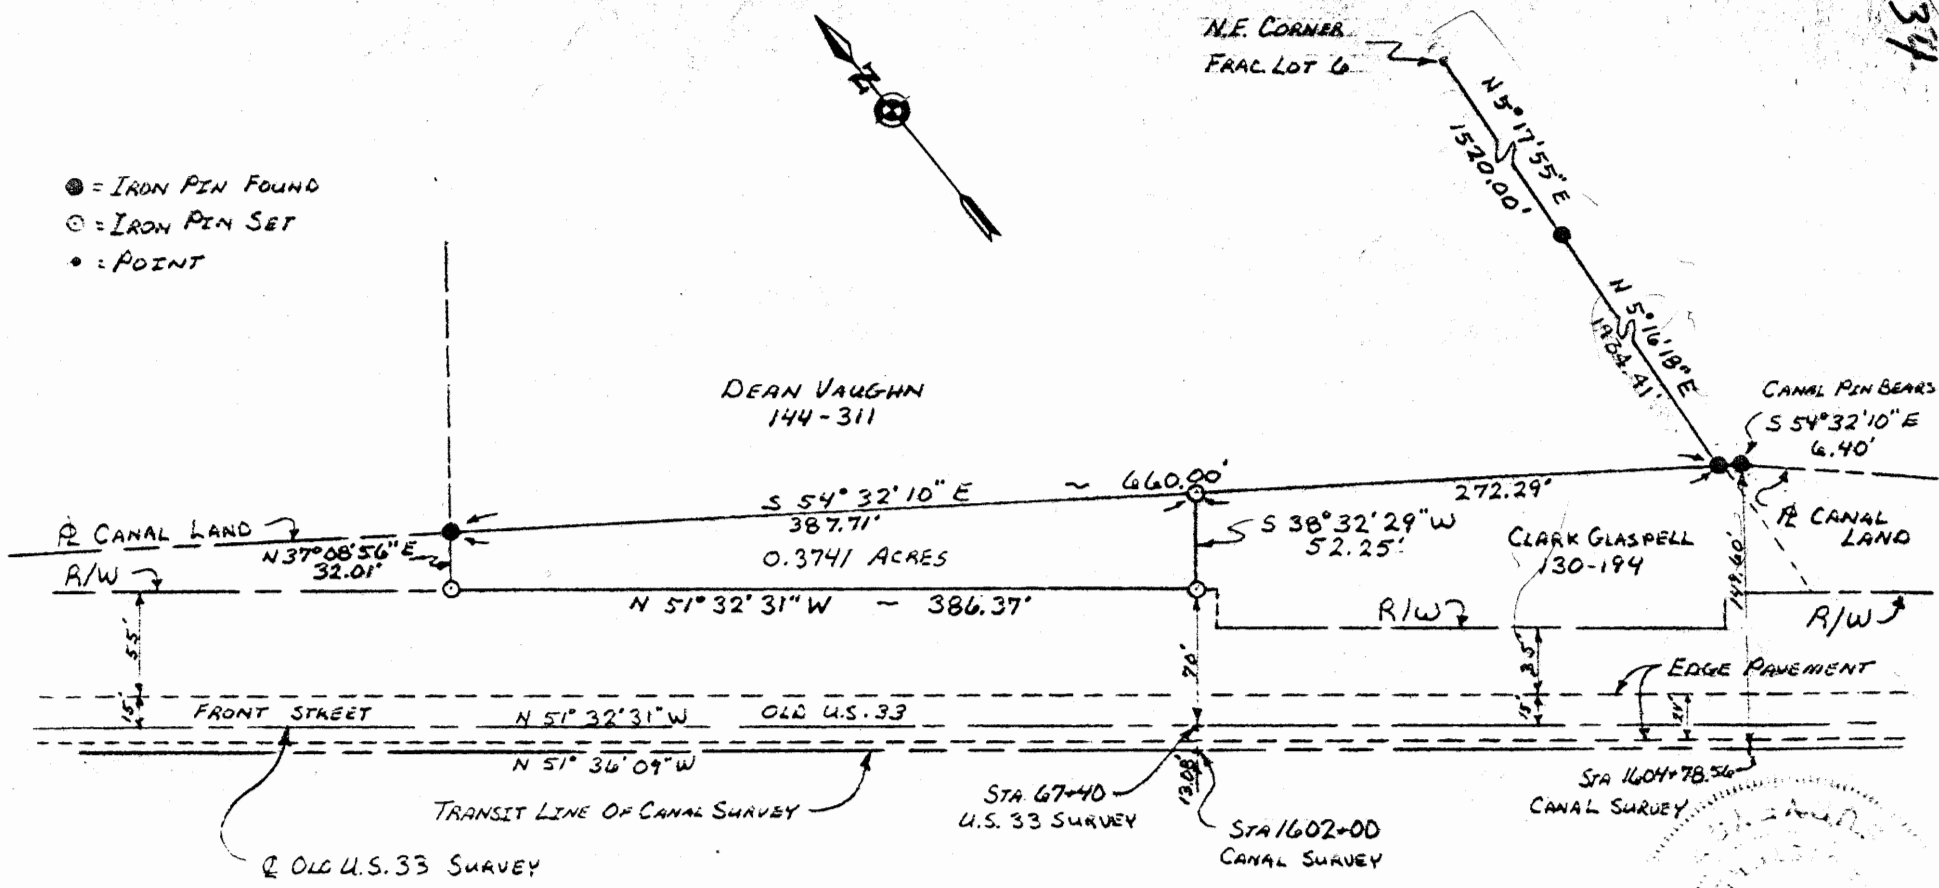 34
N.E. CORNER
FRAC. LOT 6
N
N 5° 17' 55" E
1520.00'
● = IRON PIN FOUND
⊙ = IRON PIN SET
• = POINT
N 5° 16' 18" E
DEAN VAUGHN
144-311
CANAL PIN BEARS
S 54° 32' 10" E
6.40'
S 54° 32' 10" E ~ 660.00'
387.71'
272.29'
0.3741 ACRES
℄ CANAL LAND
N 37° 08' 56" E
32.01'
S 38° 32' 29" W
52.25'
CLARK GLASPELL
130-194
℄ CANAL
LAND
149.60'
R/W
N 51° 32' 31" W ~ 386.37'
R/W
R/W
55'
70'
35'
EDGE PAVEMENT
15'
FRONT STREET
N 51° 32' 31" W
OLD U.S. 33
15'
24'
N 51° 36' 09" W
13.08'
TRANSIT LINE OF CANAL SURVEY
STA. 67+40
U.S. 33 SURVEY
STA 1604+78.56
CANAL SURVEY
STA 1602+00
CANAL SURVEY
℄ OLD U.S. 33 SURVEY